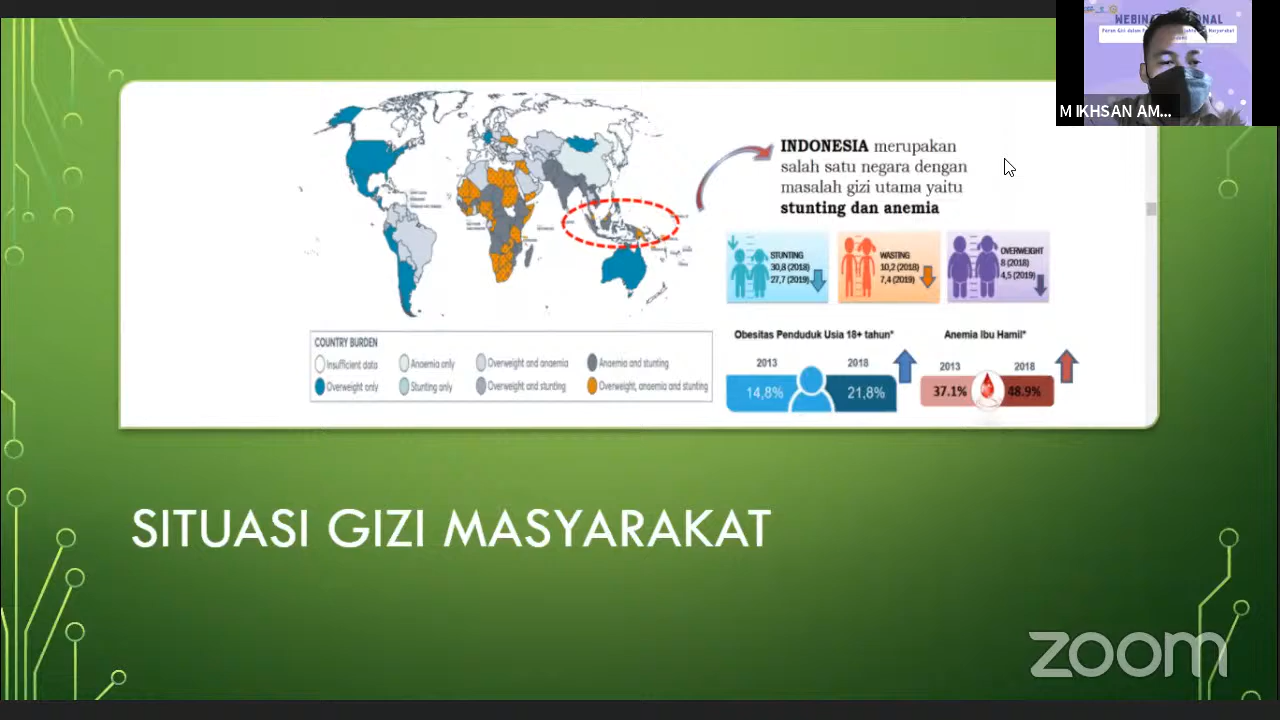 WEBIN
NAL
M IKHSAN AM...
INDONESIA merupakan
salah satu negara dengan
masalah gizi utama yaitu
stunting dan anemia
STUNTING
30,8 (2018)
27,7 (2019)
WASTING
10,2 (2018)
7,4 (2019)
OVERWEIGHT
8 (2018)
4,5 (2019)
COUNTRY BURDEN
Insufficient data
Anaemia only
Overweight and anaemia
Anaemia and stunting
Overweight only
Stunting only
Overweight and stunting
Overweight, anaemia and stunting
Obesitas Penduduk Usia 18+ tahun*
2013
2018
14,8%
21,8%
Anemia Ibu Hamil*
2013
2018
37.1%
48.9%
SITUASI GIZI MASYARAKAT
zoom